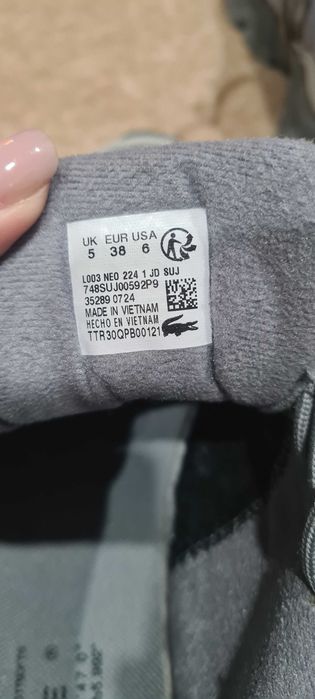 UK EUR USA
5 38 6
L003 NEO 224 1 JD SUJ
748SUJ00592P9
35289 0724
MADE IN VIETNAM
HECHO EN VIETNAM
TTR30QPB00121